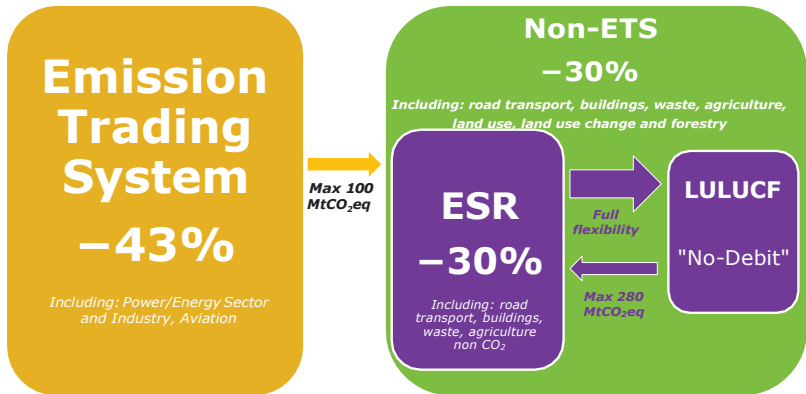 Emission
Trading
System
−43%
Including: Power/Energy Sector
and Industry, Aviation
Max 100
MtCO₂eq
Non-ETS
−30%
Including: road transport, buildings, waste, agriculture,
land use, land use change and forestry
ESR
−30%
Including: road
transport, buildings,
waste, agriculture
non CO₂
Full
flexibility
Max 280
MtCO₂eq
LULUCF
"No-Debit"